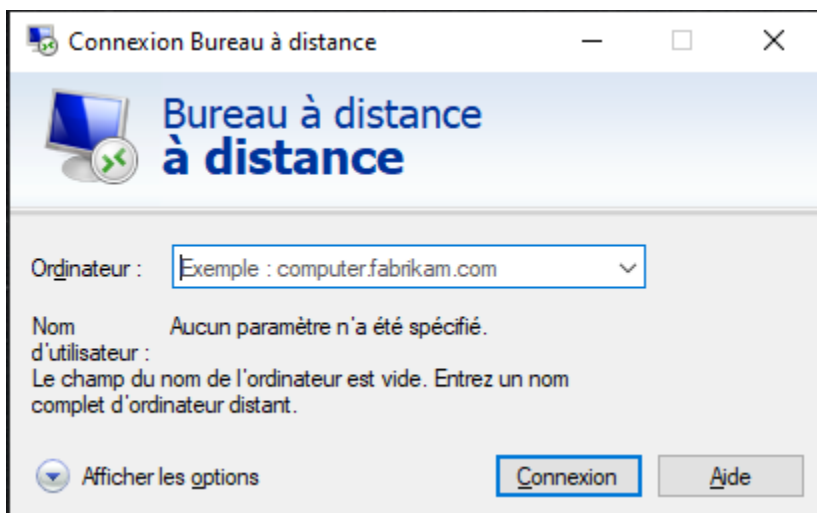 Connexion Bureau à distance
Bureau à distance
à distance
Ordinateur :
Exemple : computer.fabrikam.com
Nom
d'utilisateur :
Aucun paramètre n'a été spécifié.
Le champ du nom de l'ordinateur est vide. Entrez un nom
complet d'ordinateur distant.
Afficher les options
Connexion
Aide